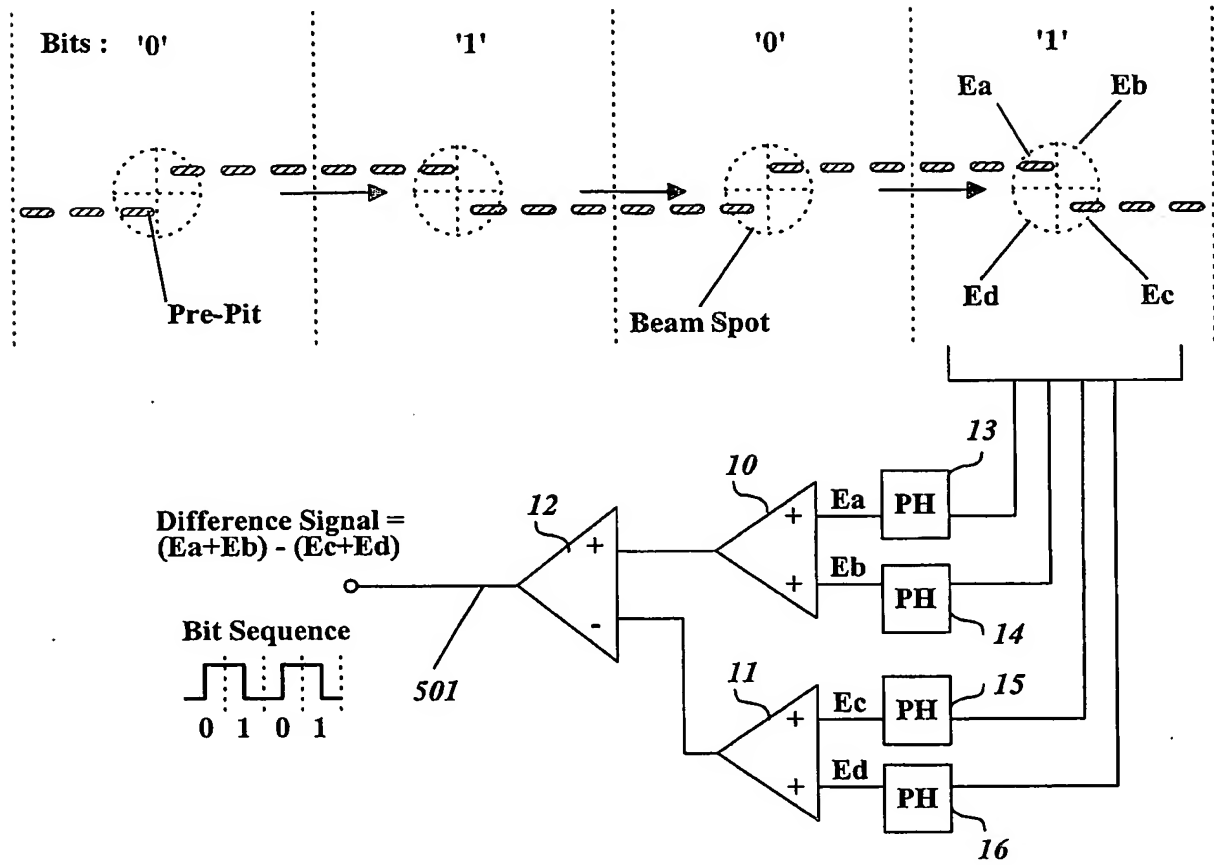 Bits : '0' '1' '0' '1'
Ea Eb
Ed Ec
Pre-Pit
Beam Spot
13
10
Ea PH
12
Difference Signal =
(Ea+Eb) - (Ec+Ed)
+ +
+ Eb PH
-
14
Bit Sequence
501
11
15
+ Ec PH
0 1 0 1
+ Ed PH
16